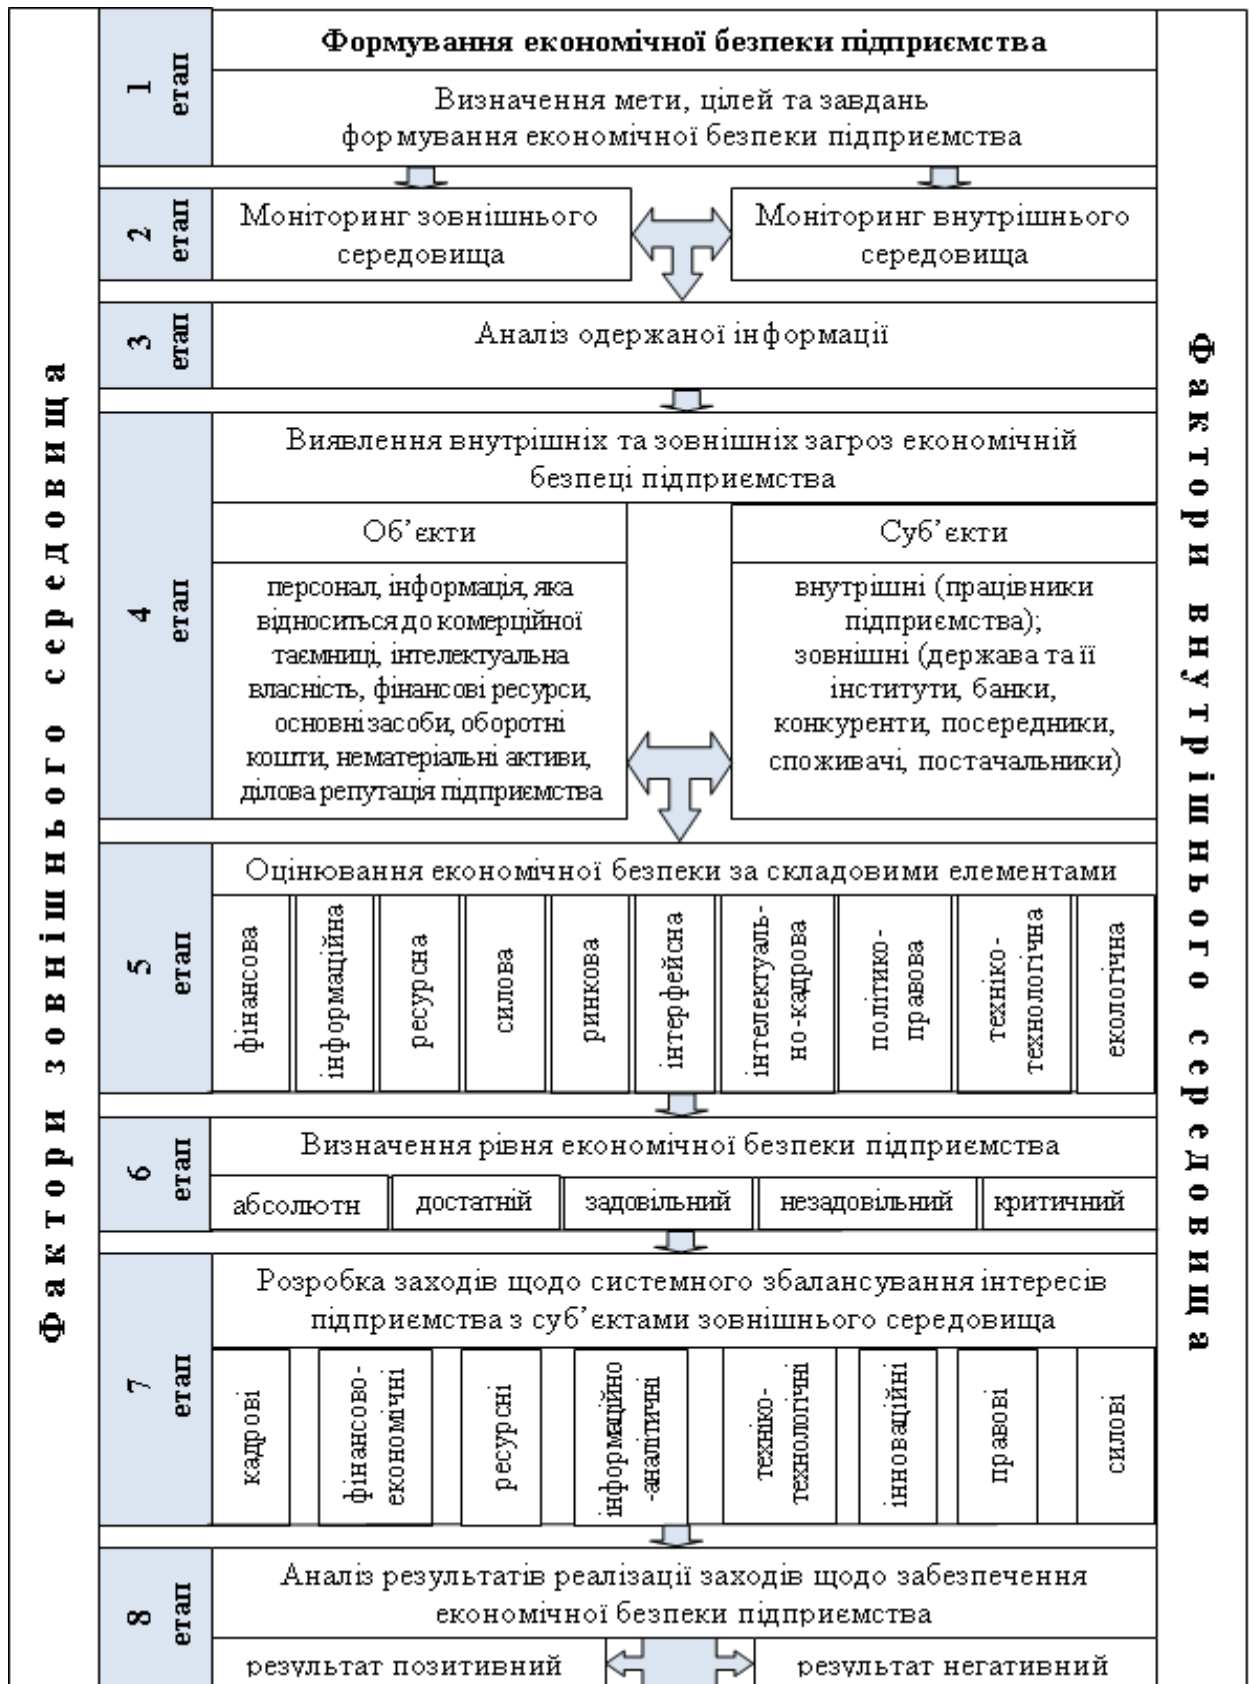 Фактори зовнішнього середовища
1 етап
Формування економічної безпеки підприємства
Визначення мети, цілей та завдань
формування економічної безпеки підприємства
2 етап
Моніторинг зовнішнього
середовища
Моніторинг внутрішнього
середовища
3 етап
Аналіз одержаної інформації
4 етап
Виявлення внутрішніх та зовнішніх загроз економічній
безпеці підприємства
Об’єкти
персонал, інформація, яка
відноситься до комерційної
таємниці, інтелектуальна
власність, фінансові ресурси,
основні засоби, оборотні
кошти, нематеріальні активи,
ділова репутація підприємства
Суб’єкти
внутрішні (працівники
підприємства);
зовнішні (держава та її
інститути, банки,
конкуренти, посередники,
споживачі, постачальники)
5 етап
Оцінювання економічної безпеки за складовими елементами
фінансова
інформаційна
ресурсна
силова
ринкова
інтерфейсна
інтелектуаль-
но-кадрова
політико-
правова
техніко-
технологічна
екологічна
6 етап
Визначення рівня економічної безпеки підприємства
абсолютн
достатній
задовільний
незадовільний
критичний
7 етап
Розробка заходів щодо системного збалансування інтересів
підприємства з суб’єктами зовнішнього середовища
кадрові
фінансово-
економічні
ресурсні
інформаційно
-аналітичні
техніко-
технологічні
інноваційні
правові
силові
8 етап
Аналіз результатів реалізації заходів щодо забезпечення
економічної безпеки підприємства
результат позитивний
результат негативний
Фактори внутрішнього середовища